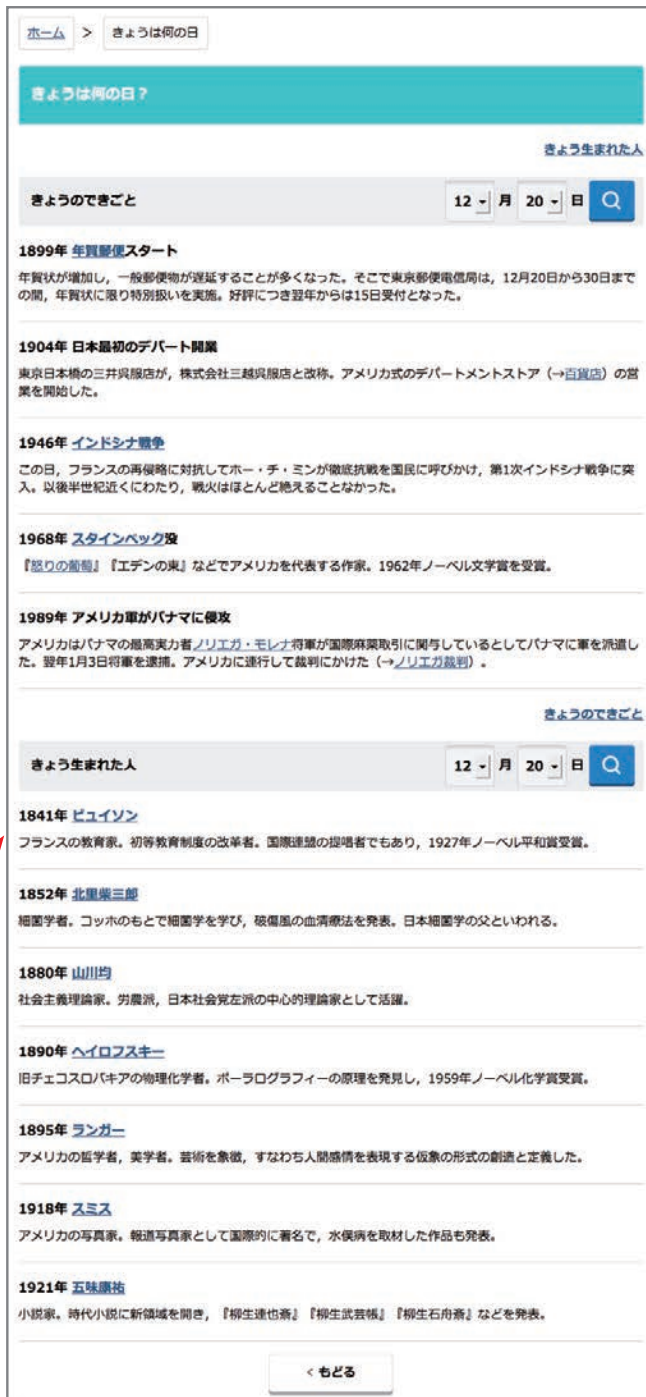 ホーム > きょうは何の日
きょうは何の日?
きょう生まれた人
きょうのできごと 12 月 20 日
1899年 年賀郵便スタート
年賀状が増加し，一般郵便物が遅延することが多くなった。そこで東京郵便電信局は，12月20日から30日まで
の間，年賀状に限り特別扱いを実施。好評につき翌年からは15日受付となった。
1904年 日本最初のデパート開業
東京日本橋の三井呉服店が，株式会社三越呉服店と改称。アメリカ式のデパートメントストア（→百貨店）の営
業を開始した。
1946年 インドシナ戦争
この日，フランスの再侵略に対抗してホー・チ・ミンが徹底抗戦を国民に呼びかけ，第1次インドシナ戦争に突
入。以後半世紀近くにわたり，戦火はほとんど絶えることなかった。
1968年 スタインベック没
『怒りの葡萄』『エデンの東』などでアメリカを代表する作家。1962年ノーベル文学賞を受賞。
1989年 アメリカ軍がパナマに侵攻
アメリカはパナマの最高実力者ノリエガ・モレナ将軍が国際麻薬取引に関与しているとしてパナマに軍を派遣し
た。翌年1月3日将軍を逮捕。アメリカに連行して裁判にかけた（→ノリエガ裁判）。
きょうのできごと
きょう生まれた人 12 月 20 日
1841年 ビュイソン
フランスの教育家。初等教育制度の改革者。国際連盟の提唱者でもあり，1927年ノーベル平和賞受賞。
1852年 北里柴三郎
細菌学者。コッホのもとで細菌学を学び，破傷風の血清療法を発表。日本細菌学の父といわれる。
1880年 山川均
社会主義理論家。労農派，日本社会党左派の中心的理論家として活躍。
1890年 ヘイロフスキー
旧チェコスロバキアの物理化学者。ポーラログラフィーの原理を発見し，1959年ノーベル化学賞受賞。
1895年 ランガー
アメリカの哲学者，美学者。芸術を象徴，すなわち人間感情を表現する仮象の形式の創造と定義した。
1918年 スミス
アメリカの写真家。報道写真家として国際的に著名で，水俣病を取材した作品も発表。
1921年 五味康祐
小説家。時代小説に新領域を開き，『柳生連也斎』『柳生武芸帳』『柳生石舟斎』などを発表。
< もどる